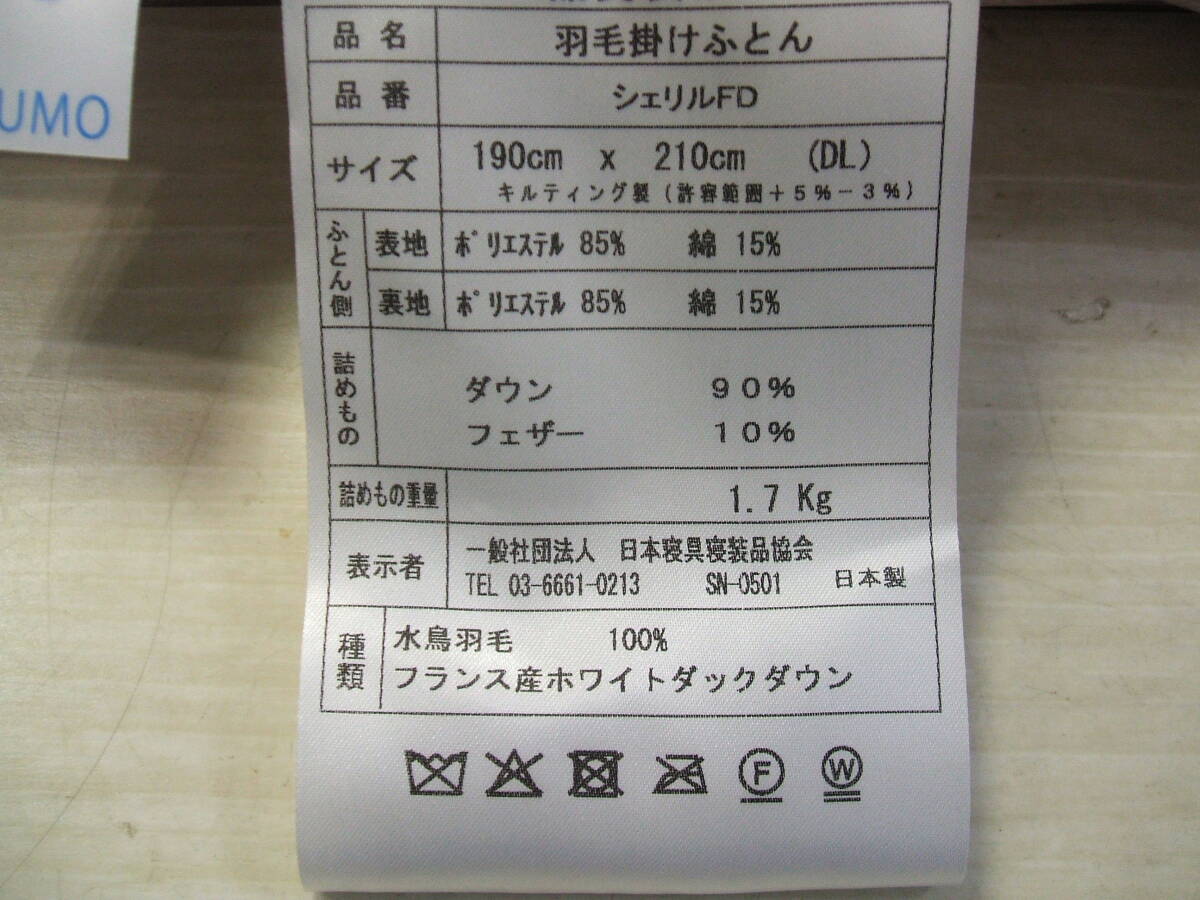 UMO
品名 羽毛掛けふとん
品番 シェリルFD
サイズ 190cm x 210cm (DL)
キルティング製(許容範囲+5%-3%)
ふとん側 表地 ポリエステル 85% 綿 15%
裏地 ポリエステル 85% 綿 15%
詰めもの ダウン 90%
フェザー 10%
詰めもの重量 1.7 Kg
表示者 一般社団法人 日本寝具寝装品協会
TEL 03-6661-0213 SN-0501 日本製
種類 水鳥羽毛 100%
フランス産ホワイトダックダウン
F W